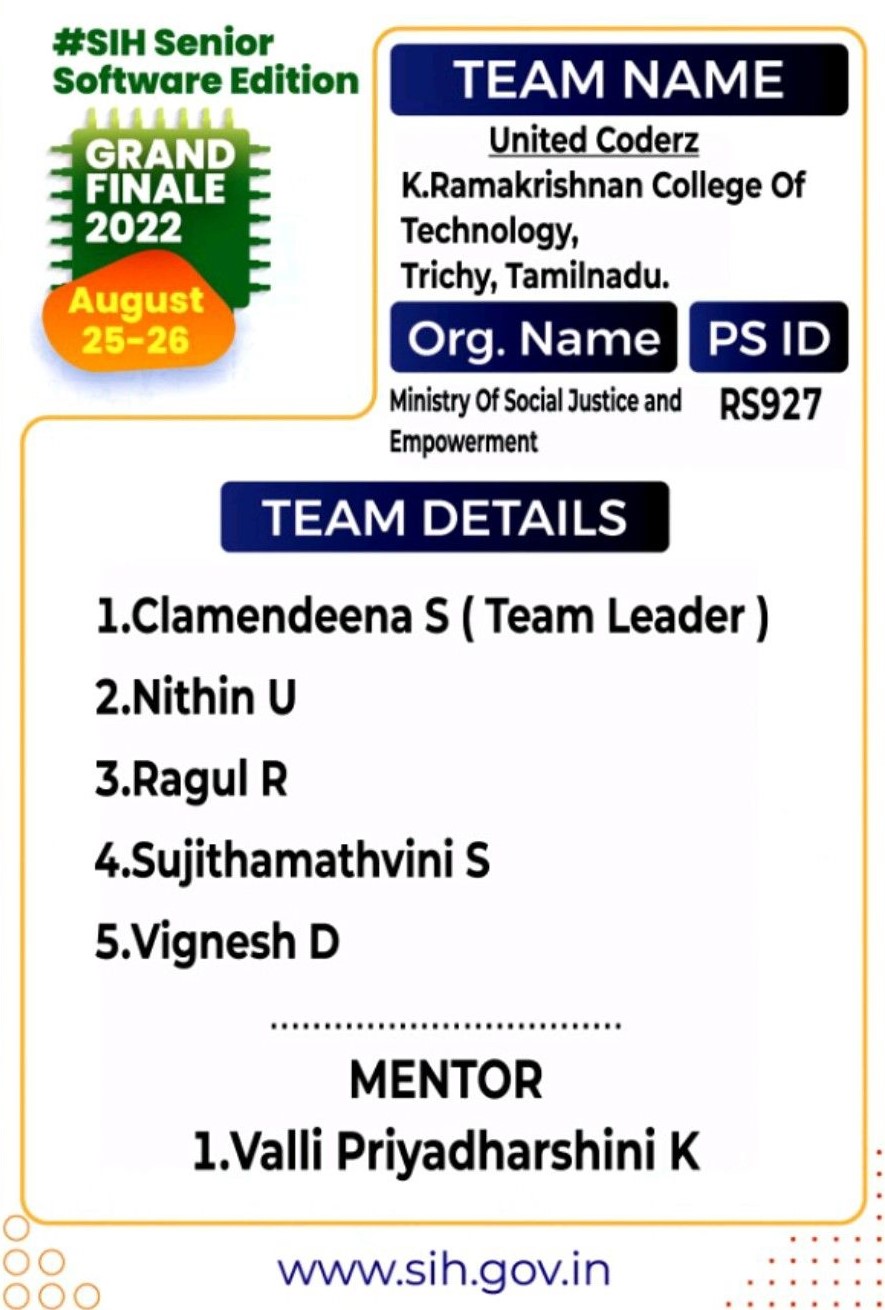 #SIH Senior
Software Edition
GRAND
FINALE
2022
August
25-26
TEAM NAME
United Coderz
K.Ramakrishnan College Of
Technology,
Trichy, Tamilnadu.
Org. Name
PS ID
Ministry Of Social Justice and
Empowerment
RS927
TEAM DETAILS
1.Clamendeena S ( Team Leader )
2.Nithin U
3.Ragul R
4.Sujithamathvini S
5.Vignesh D
.................................
MENTOR
1.Valli Priyadharshini K
www.sih.gov.in